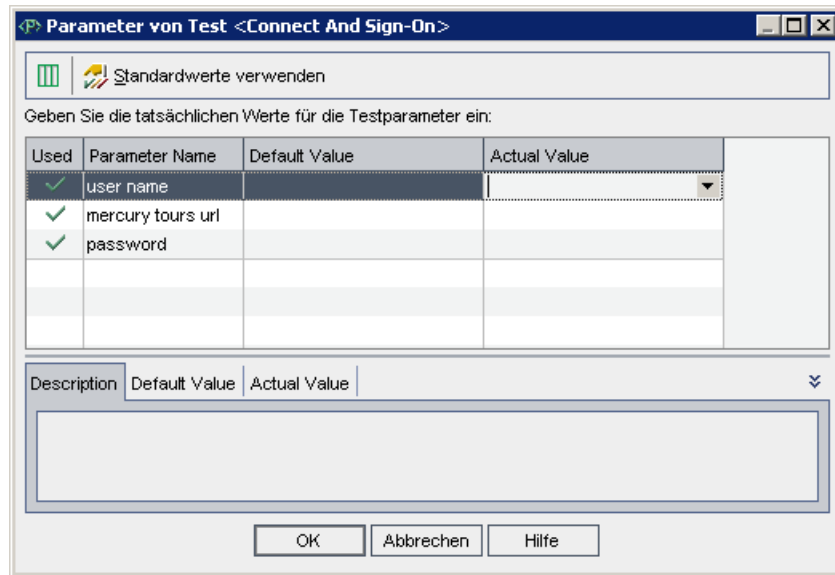 <P> Parameter von Test <Connect And Sign-On>
Standardwerte verwenden
Geben Sie die tatsächlichen Werte für die Testparameter ein:
Used Parameter Name Default Value Actual Value
user name
mercury tours url
password
Description Default Value Actual Value
OK Abbrechen Hilfe